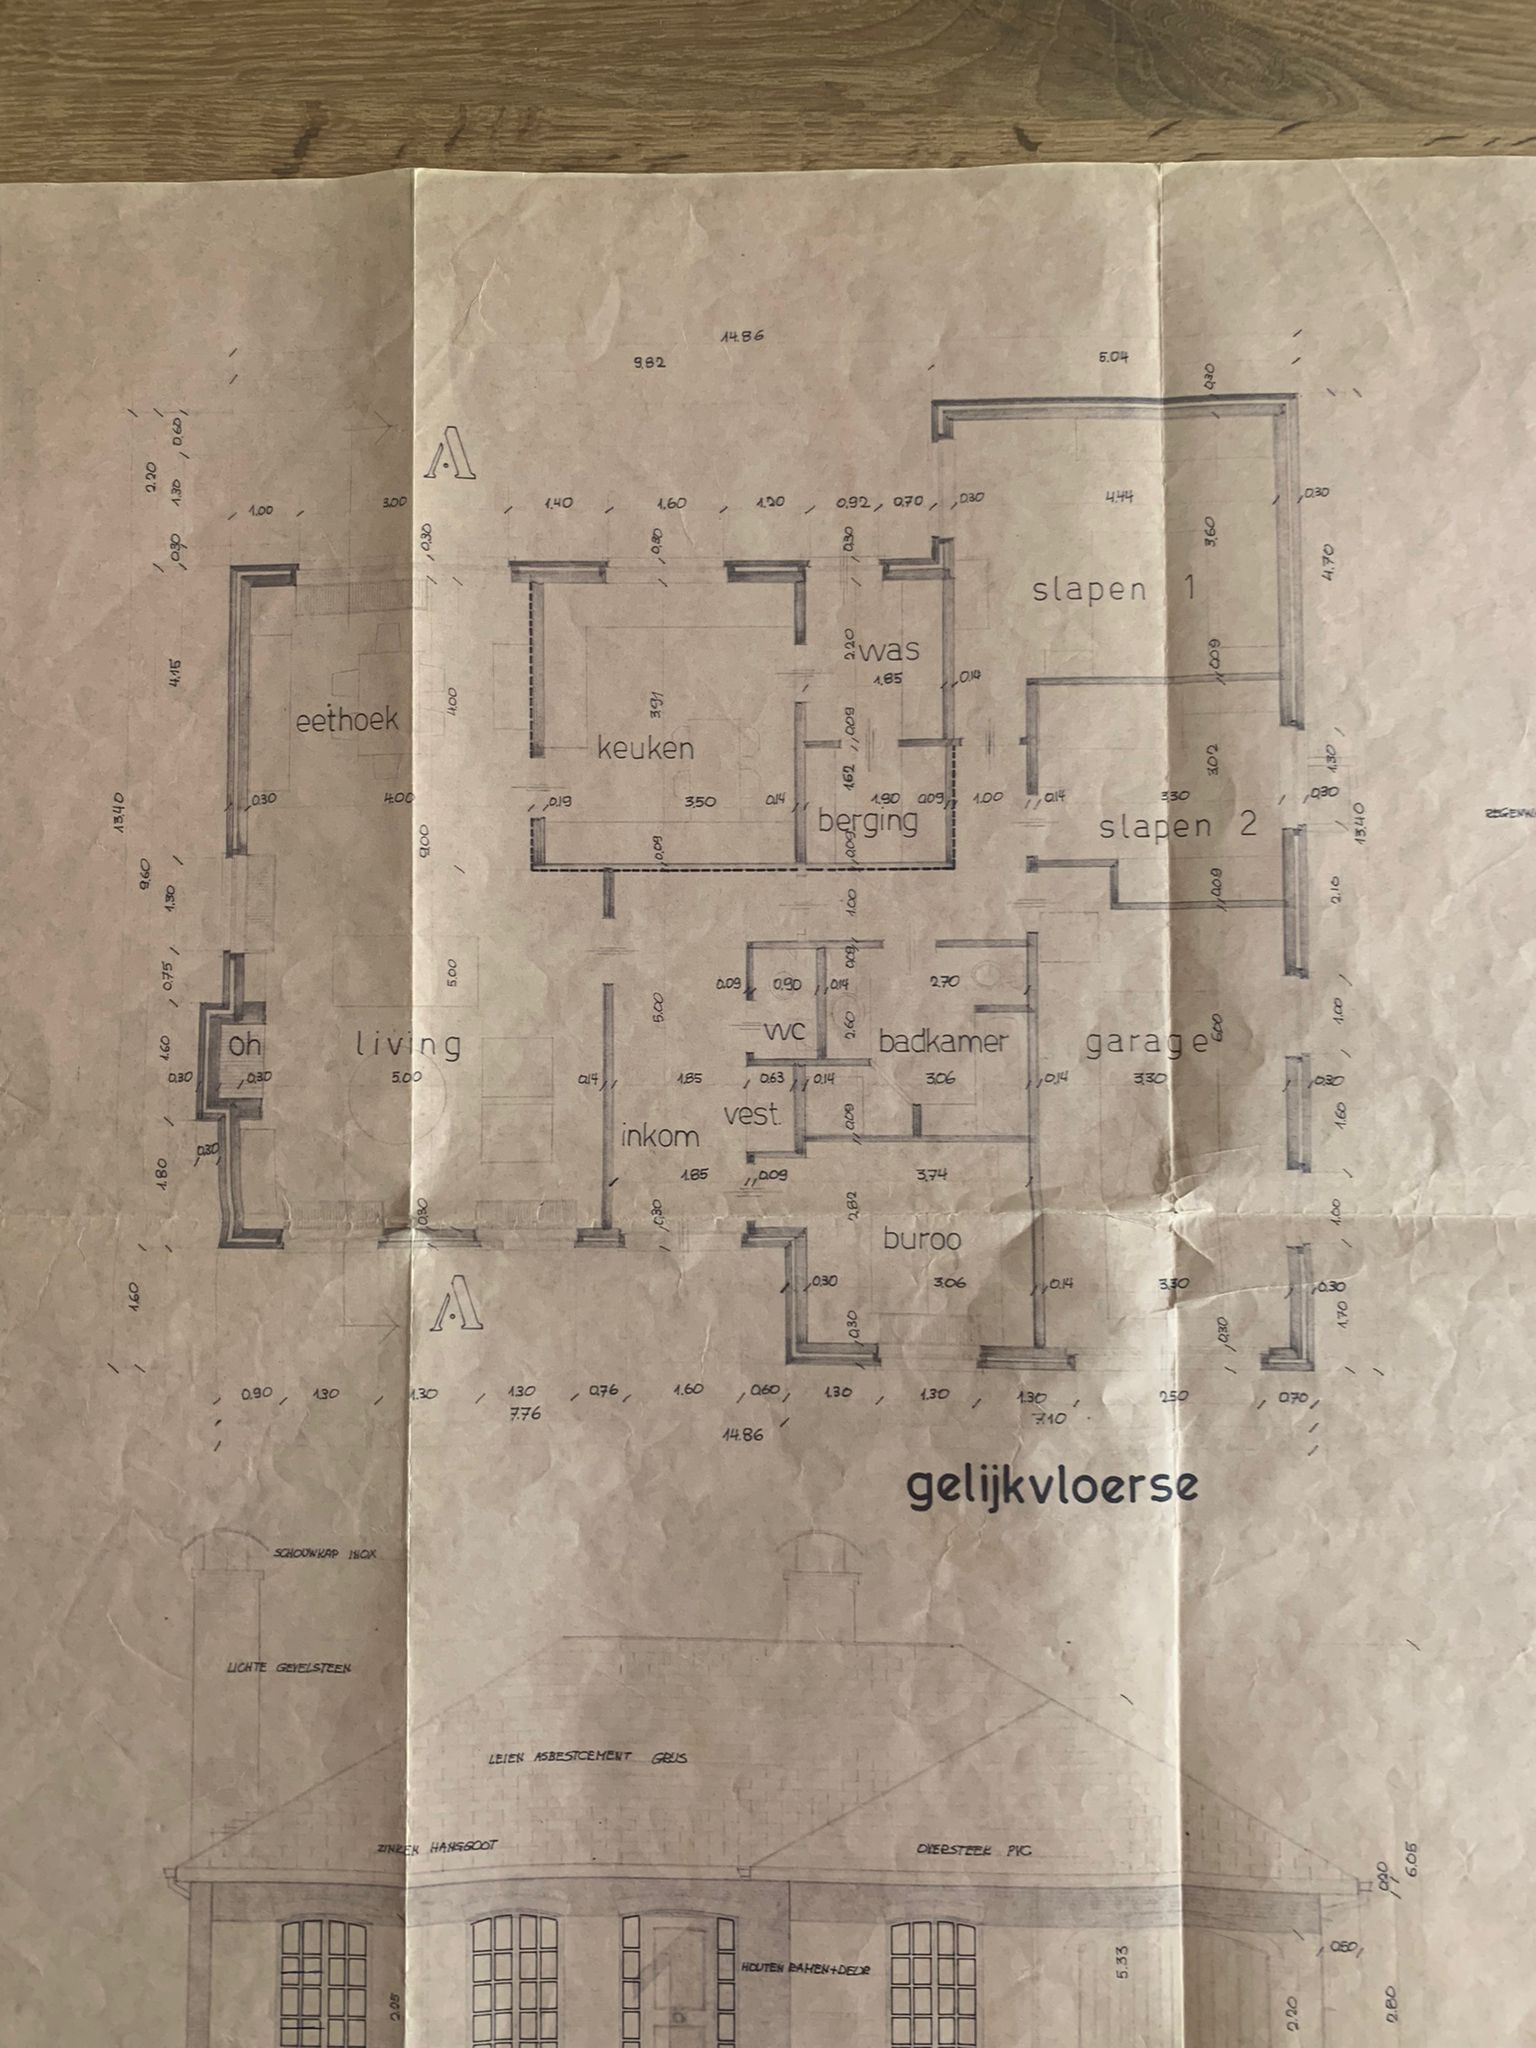 14.86
9.82 5.04
0.30
A
0.60
2.20 1.30
0.30
1.00 3.00 1.40 1.60 1.20 0.92 0.70 0.30 4.44 0.30
0.30 0.30 0.30
3.60
4.70
slapen 1
was
2.20
1.85 0.14
0.09
4.15
4.00
3.91
eethoek
keuken
0.09
1.62
3.02
1.30
0.30 4.00 0.19 3.50 0.14 1.90 0.09 1.00 0.14 3.30 0.30
13.40
13.40
berging
slapen 2
9.00
0.09
0.09
9.60
1.30
1.00
0.09
2.10
0.75
5.00
5.00
0.09
0.09 0.90 0.14 2.70
1.00
2.60
6.00
wc
oh
living
badkamer
garage
1.60
0.30 0.30 5.00 0.14 1.85 0.63 0.14 3.06 0.14 3.30 0.30
vest.
inkom
0.09
1.60
0.30
1.80
1.85 0.09 3.74
0.30
0.30
2.82
1.00
buroo
1.60
0.30 3.06 0.14 3.30 0.30
A
0.30
0.30
1.70
0.90 1.30 1.30 1.30 0.76 1.60 0.60 1.30 1.30 1.30 2.50 0.70
7.76 7.10
14.86
gelijkvloerse
SCHOUWKAP INOX
LICHTE GEVELSTEEN
LEIEN ASBESTCEMENT GRIJS
ZINKEN HANGGOOT
OVERSTEEK PVC
0.20
6.05
HOUTEN RAMEN+DEUR
5.33
0.50
2.05
2.20
2.80